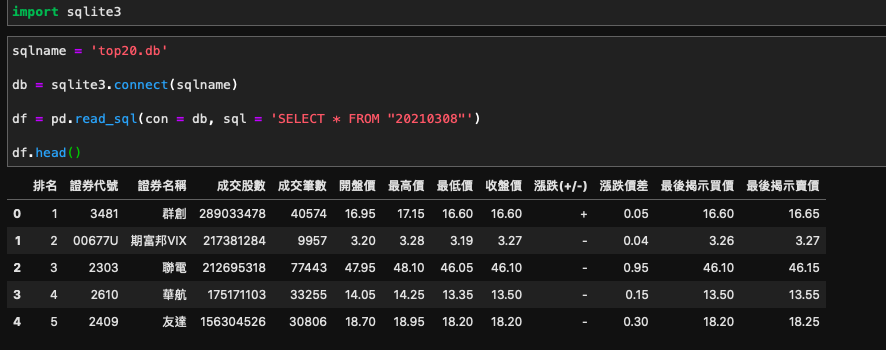 import sqlite3
sqlname = 'top20.db'
db = sqlite3.connect(sqlname)
df = pd.read_sql(con = db, sql = 'SELECT * FROM "20210308"')
df.head()
排名 證券代號 證券名稱 成交股數 成交筆數 開盤價 最高價 最低價 收盤價 漲跌(+/-) 漲跌價差 最後揭示買價 最後揭示賣價
0 1 3481 群創 289033478 40574 16.95 17.15 16.60 16.60 + 0.05 16.60 16.65
1 2 00677U 期富邦VIX 217381284 9957 3.20 3.28 3.19 3.27 - 0.04 3.26 3.27
2 3 2303 聯電 212695318 77443 47.95 48.10 46.05 46.10 - 0.95 46.10 46.15
3 4 2610 華航 175171103 33255 14.05 14.25 13.35 13.50 - 0.15 13.50 13.55
4 5 2409 友達 156304526 30806 18.70 18.95 18.20 18.20 - 0.30 18.20 18.25